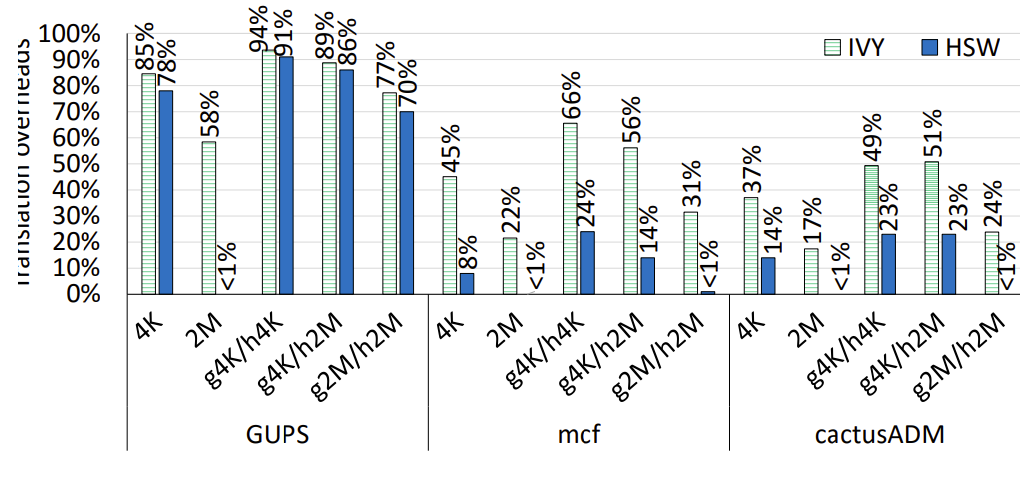 Translation overheads
100%
90%
80%
70%
60%
50%
40%
30%
20%
10%
0%
IVY HSW
85% 78% 58% <1% 94% 91% 89% 86% 77% 70%
45% 8% 22% <1% 66% 24% 56% 14% 31% <1%
37% 14% 17% <1% 49% 23% 51% 23% 24% <1%
4K 2M g4K/h4K g4K/h2M g2M/h2M
4K 2M g4K/h4K g4K/h2M g2M/h2M
4K 2M g4K/h4K g4K/h2M g2M/h2M
GUPS mcf cactusADM